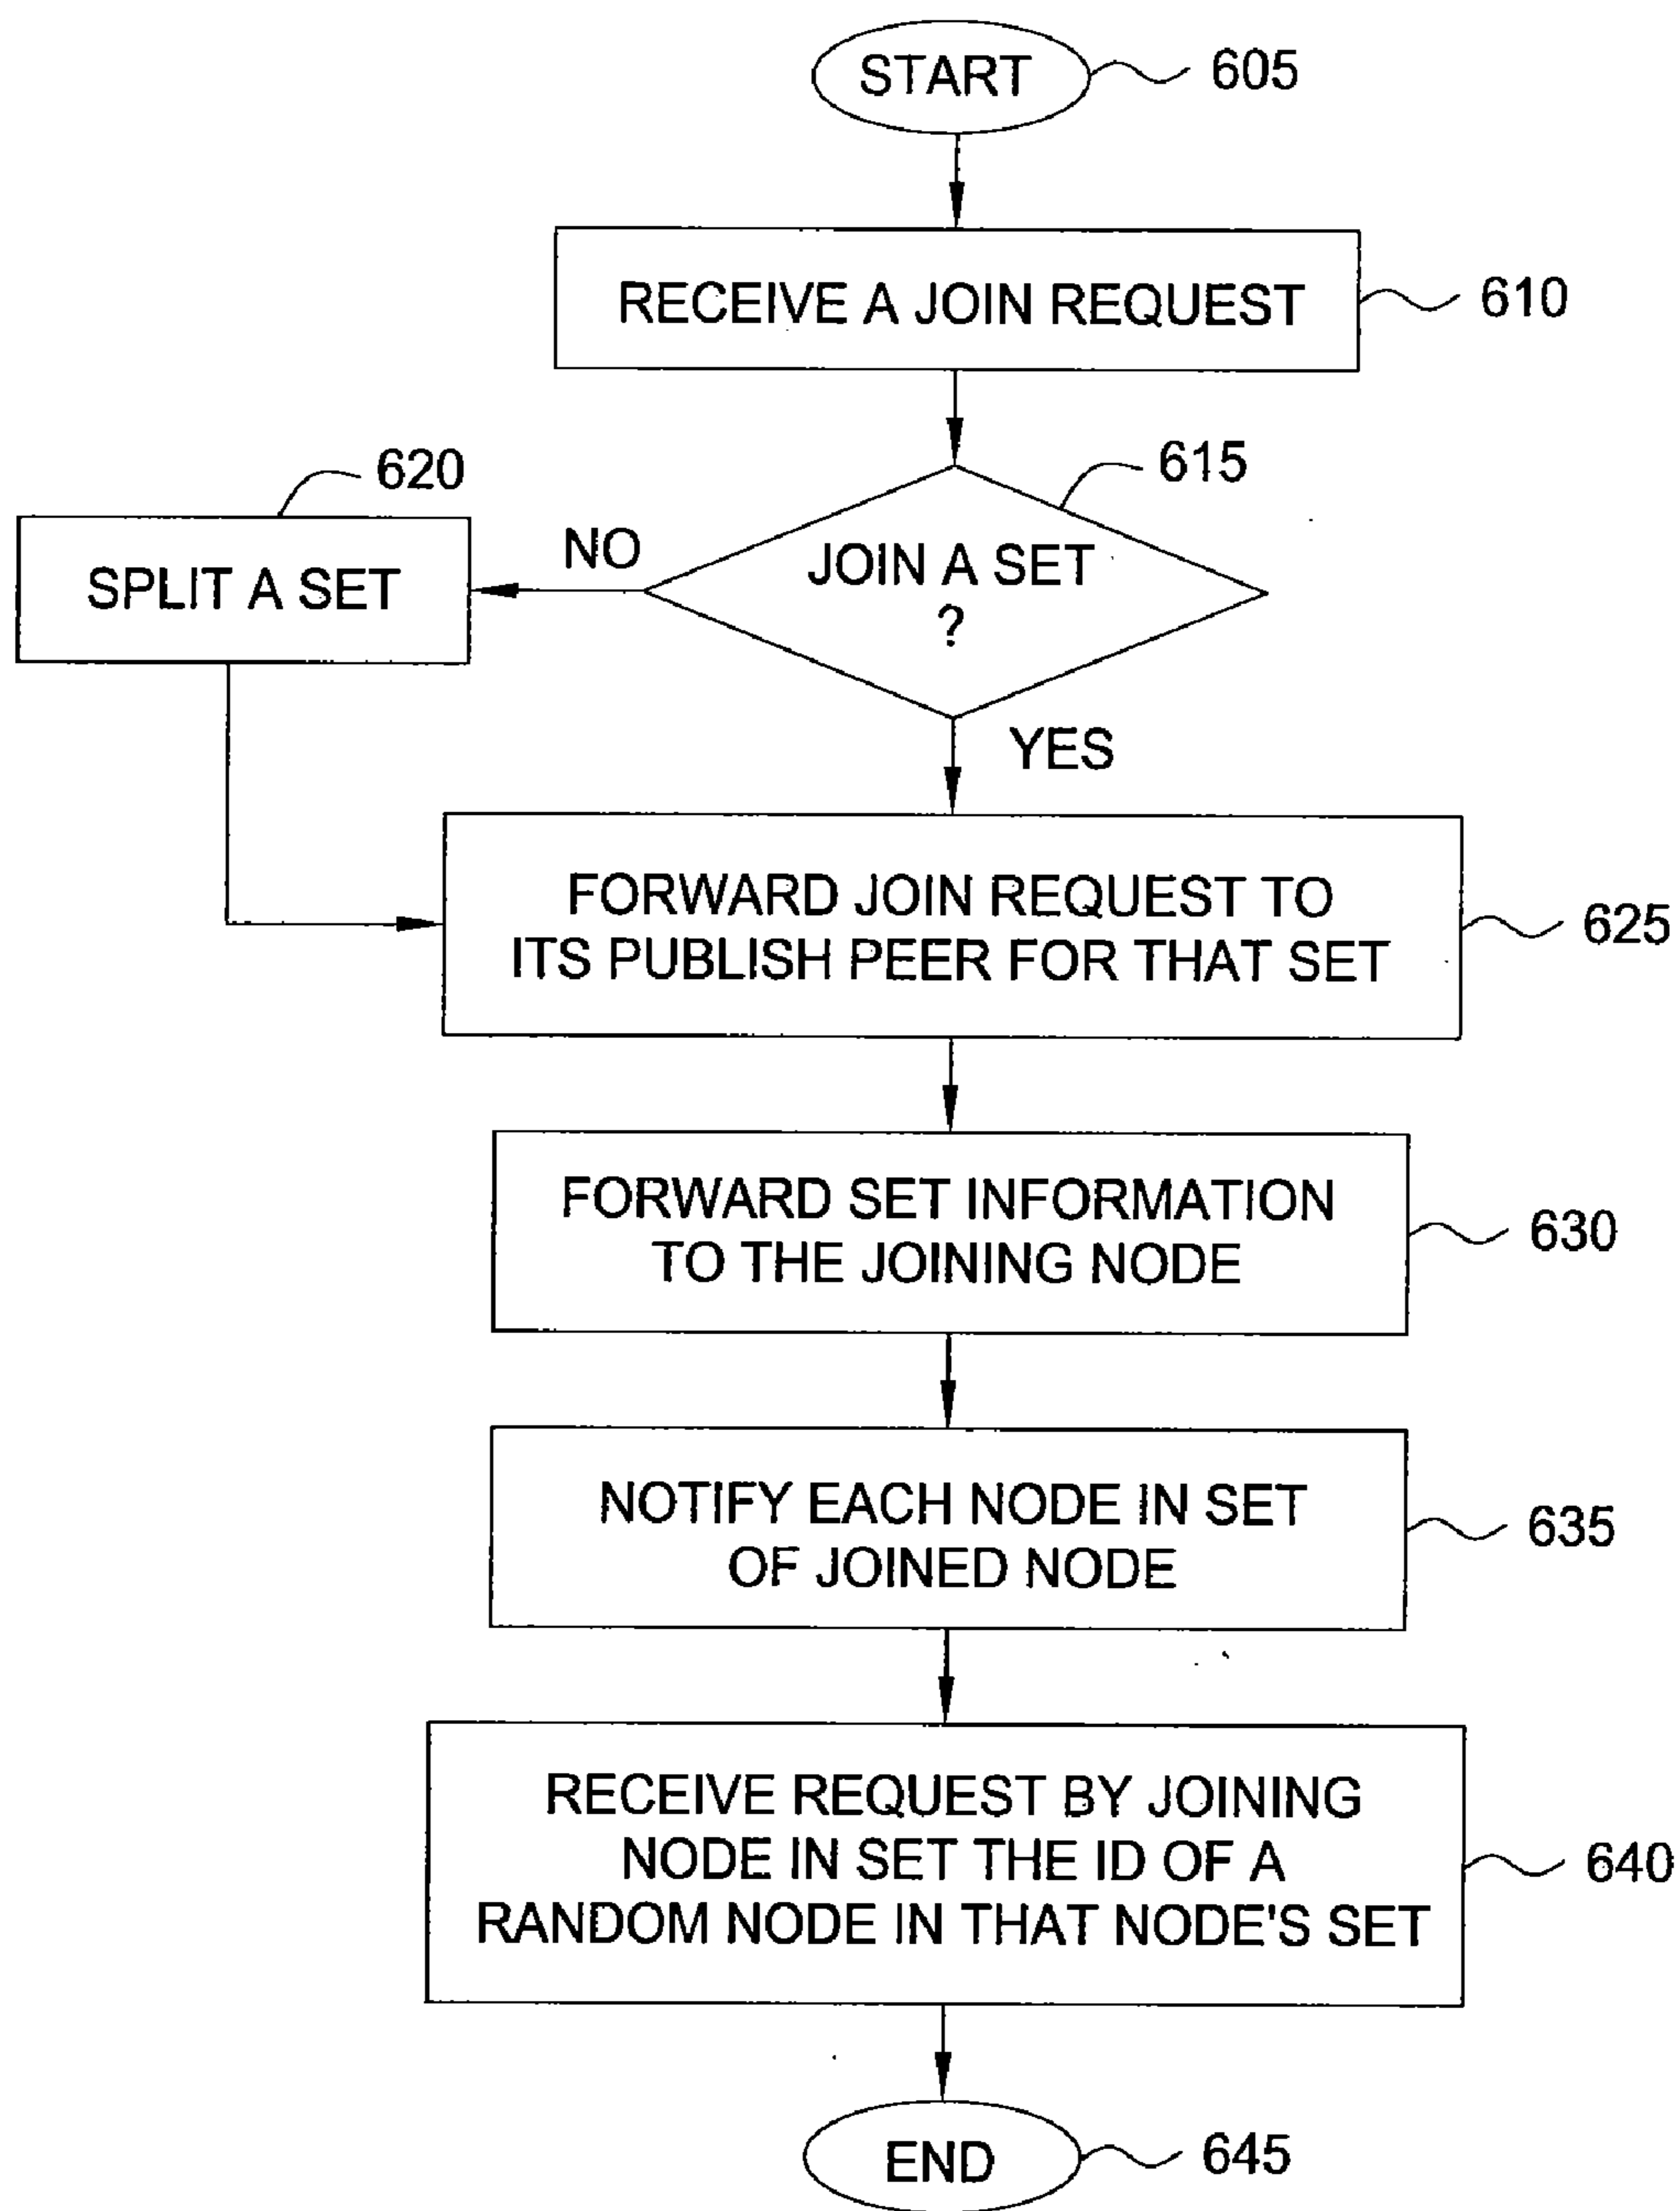 START
605
RECEIVE A JOIN REQUEST
610
615
620
NO
JOIN A SET
?
SPLIT A SET
YES
FORWARD JOIN REQUEST TO
ITS PUBLISH PEER FOR THAT SET
625
FORWARD SET INFORMATION
TO THE JOINING NODE
630
NOTIFY EACH NODE IN SET
OF JOINED NODE
635
RECEIVE REQUEST BY JOINING
NODE IN SET THE ID OF A
RANDOM NODE IN THAT NODE'S SET
640
END
645